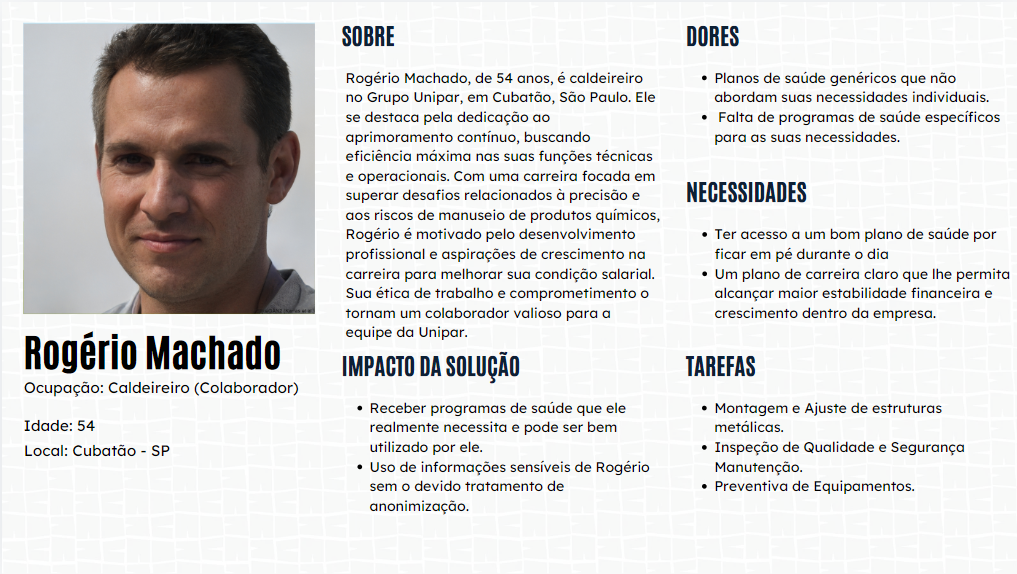 Rogério Machado
Ocupação: Caldeireiro (Colaborador)
Idade: 54
Local: Cubatão - SP
SOBRE
Rogério Machado, de 54 anos, é caldeireiro
no Grupo Unipar, em Cubatão, São Paulo. Ele
se destaca pela dedicação ao
aprimoramento contínuo, buscando
eficiência máxima nas suas funções técnicas
e operacionais. Com uma carreira focada em
superar desafios relacionados à precisão e
aos riscos de manuseio de produtos químicos,
Rogério é motivado pelo desenvolvimento
profissional e aspirações de crescimento na
carreira para melhorar sua condição salarial.
Sua ética de trabalho e comprometimento o
tornam um colaborador valioso para a
equipe da Unipar.
IMPACTO DA SOLUÇÃO
• Receber programas de saúde que ele
realmente necessita e pode ser bem
utilizado por ele.
• Uso de informações sensíveis de Rogério
sem o devido tratamento de
anonimização.
DORES
• Planos de saúde genéricos que não
abordam suas necessidades individuais.
• Falta de programas de saúde específicos
para as suas necessidades.
NECESSIDADES
• Ter acesso a um bom plano de saúde por
ficar em pé durante o dia
• Um plano de carreira claro que lhe permita
alcançar maior estabilidade financeira e
crescimento dentro da empresa.
TAREFAS
• Montagem e Ajuste de estruturas
metálicas.
• Inspeção de Qualidade e Segurança
Manutenção.
• Preventiva de Equipamentos.